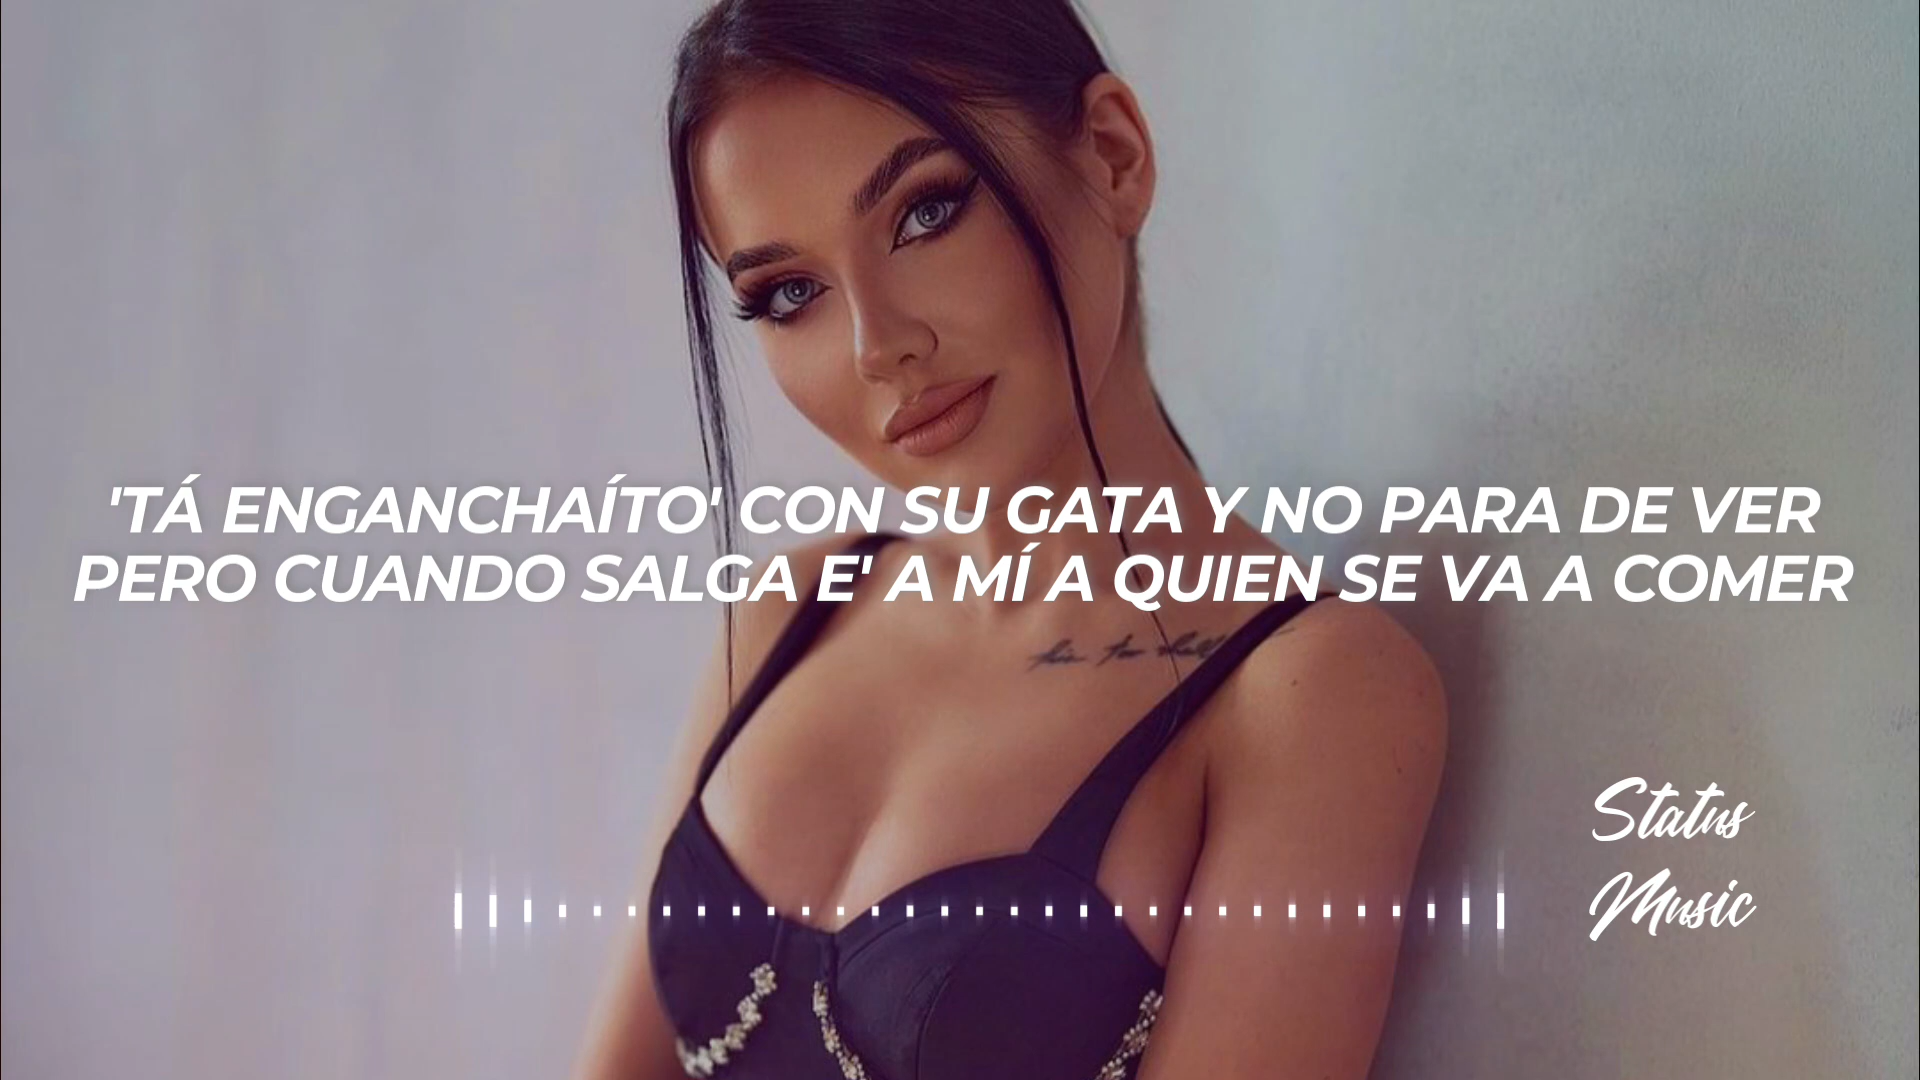 'TÁ ENGANCHAÍTO' CON SU GATA Y NO PARA DE VER
PERO CUANDO SALGA E' A MÍ A QUIEN SE VA A COMER
Status
Music